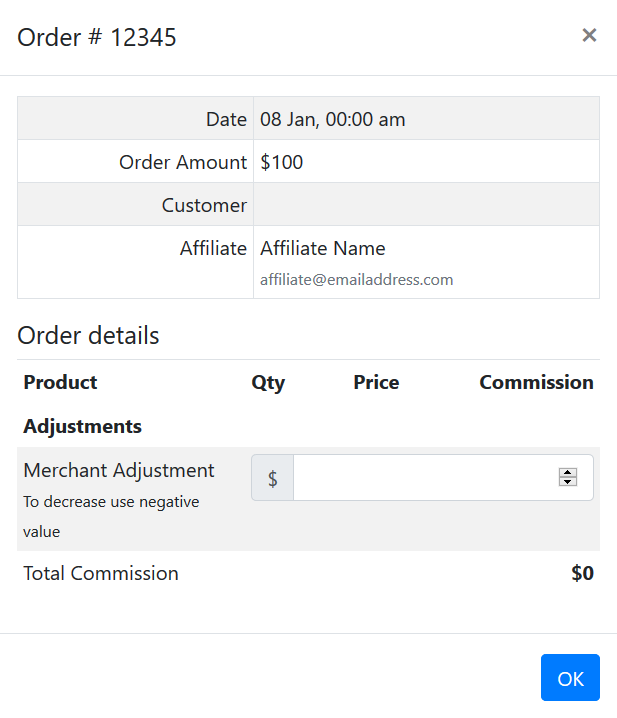 Order # 12345 ×
Date 08 Jan, 00:00 am
Order Amount $100
Customer
Affiliate Affiliate Name
affiliate@emailaddress.com
Order details
Product Qty Price Commission
Adjustments
Merchant Adjustment $
To decrease use negative
value
Total Commission $0
OK